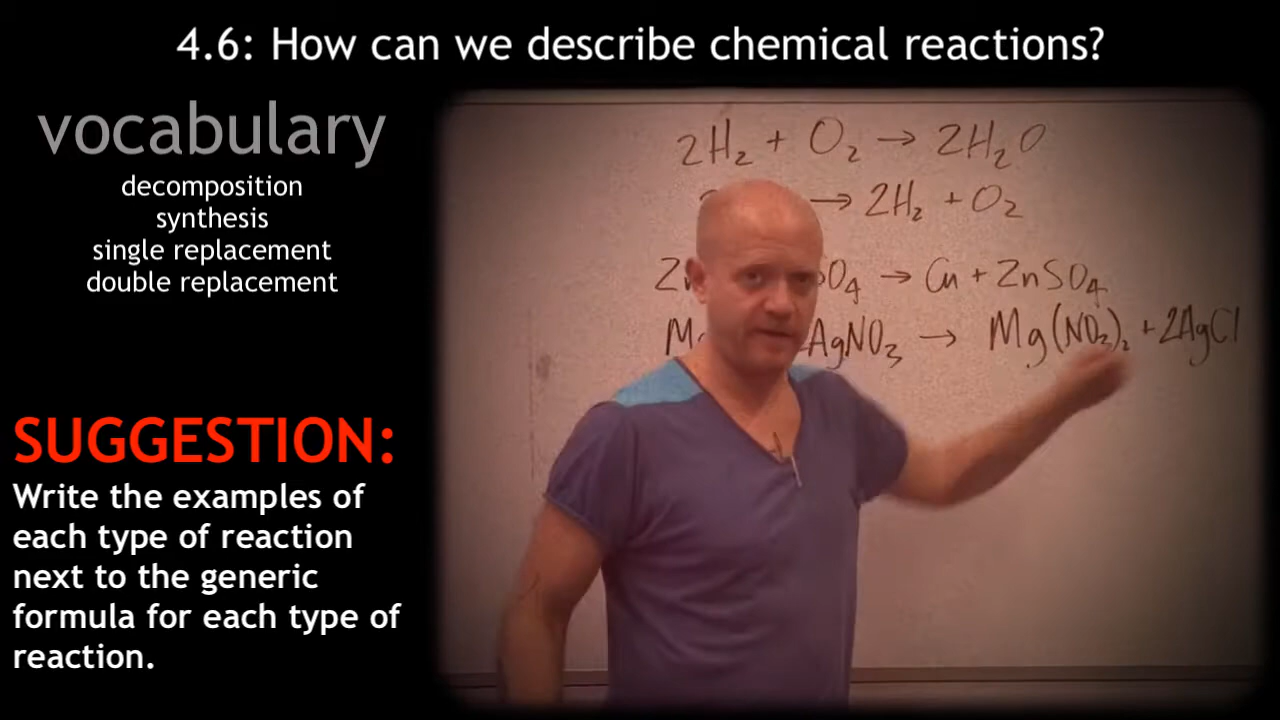 4.6: How can we describe chemical reactions?
vocabulary
decomposition
synthesis
single replacement
double replacement
SUGGESTION:
Write the examples of
each type of reaction
next to the generic
formula for each type of
reaction.
2H₂ + O₂ → 2H₂O
→ 2H₂ + O₂
→ Cu + ZnSO₄
AgNO₃ → Mg(NO₃)₂ + 2AgCl